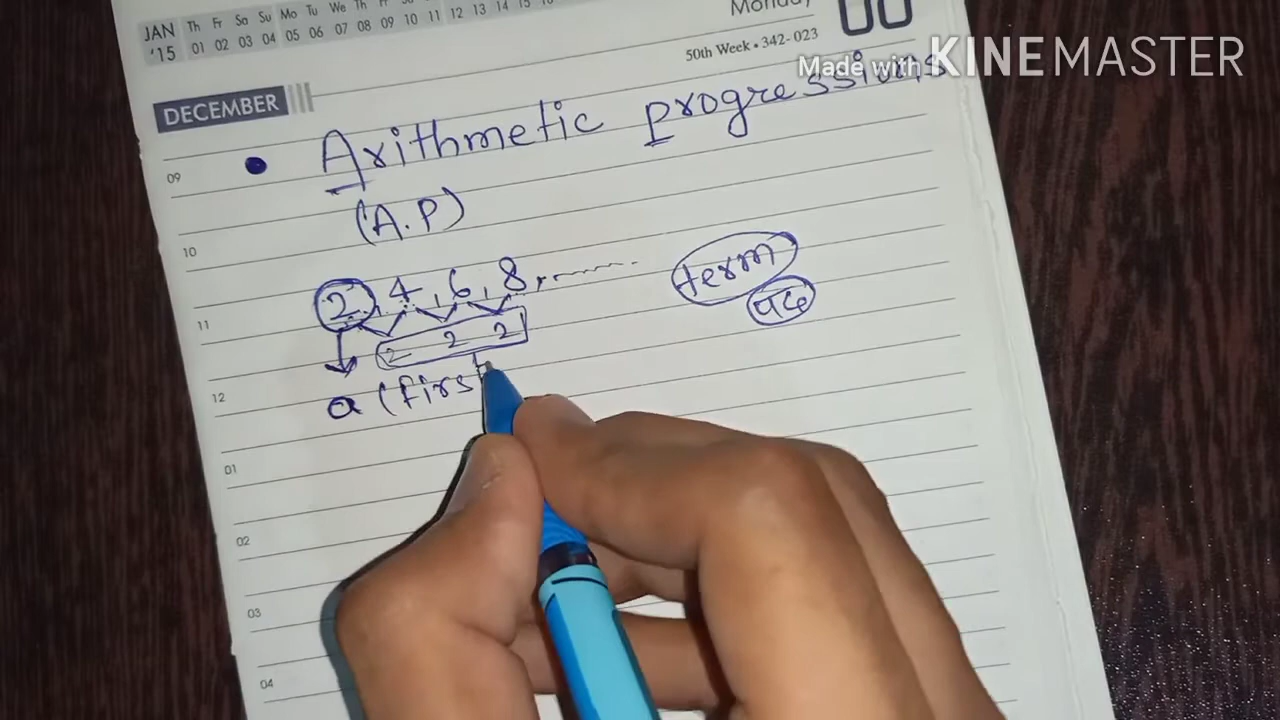 JAN Th Fr Sa Su Mo Tu We Th Fr
'15 01 02 03 04 05 06 07 08 09 10 11 12 13 14 15
Monday
50th Week • 342-023
Made with KINEMASTER
DECEMBER
• Arithmetic progressions
09
(A.P)
10
2, 4, 6, 8, ........ term
पद
11
2 2 2
12
a (first
01
02
03
04